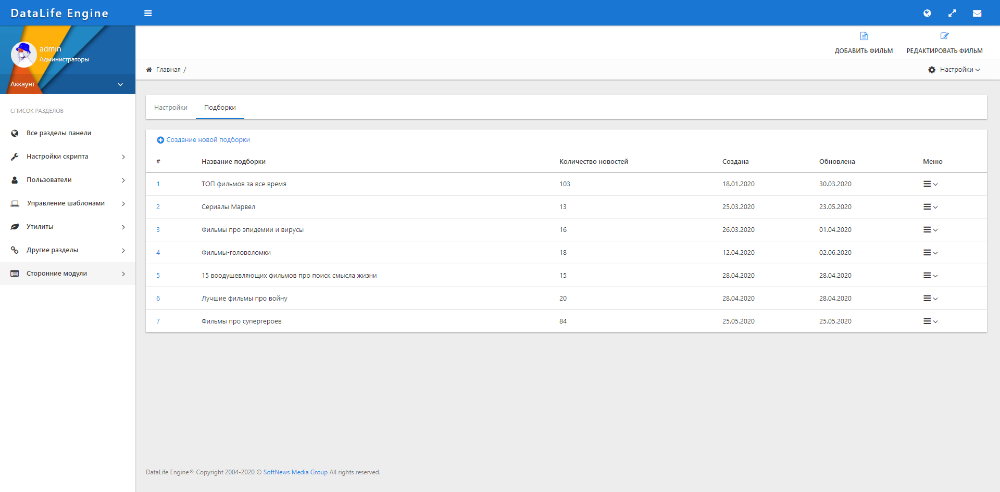 DataLife Engine
admin
Администраторы
Аккаунт
СПИСОК РАЗДЕЛОВ
Все разделы панели
Настройки скрипта
Пользователи
Управление шаблонами
Утилиты
Другие разделы
Сторонние модули
ДОБАВИТЬ ФИЛЬМ РЕДАКТИРОВАТЬ ФИЛЬМ
Главная / Настройки
Настройки Подборки
Создание новой подборки
# Название подборки Количество новостей Создана Обновлена Меню
1 ТОП фильмов за все время 103 18.01.2020 30.03.2020
2 Сериалы Марвел 13 25.03.2020 23.05.2020
3 Фильмы про эпидемии и вирусы 16 26.03.2020 01.04.2020
4 Фильмы-головоломки 18 12.04.2020 02.06.2020
5 15 воодушевляющих фильмов про поиск смысла жизни 15 28.04.2020 28.04.2020
6 Лучшие фильмы про войну 20 28.04.2020 28.04.2020
7 Фильмы про супергероев 84 25.05.2020 25.05.2020
DataLife Engine® Copyright 2004-2020 © SoftNews Media Group All rights reserved.